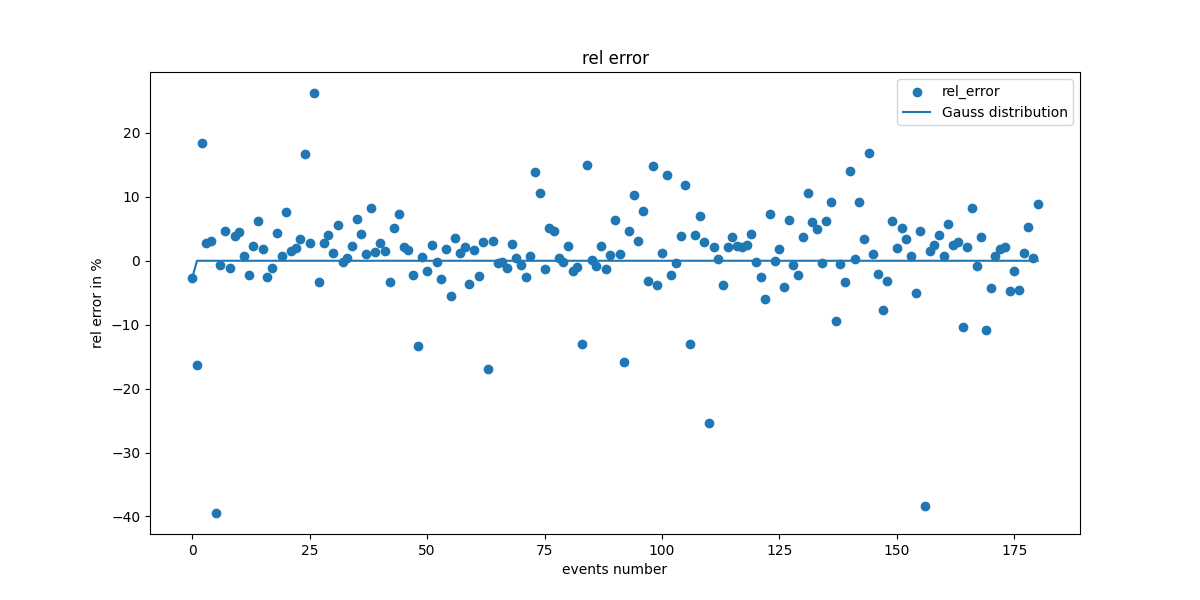 rel error
rel_error
Gauss distribution
20
10
0
−10
−20
−30
−40
rel error in %
0 25 50 75 100 125 150 175
events number